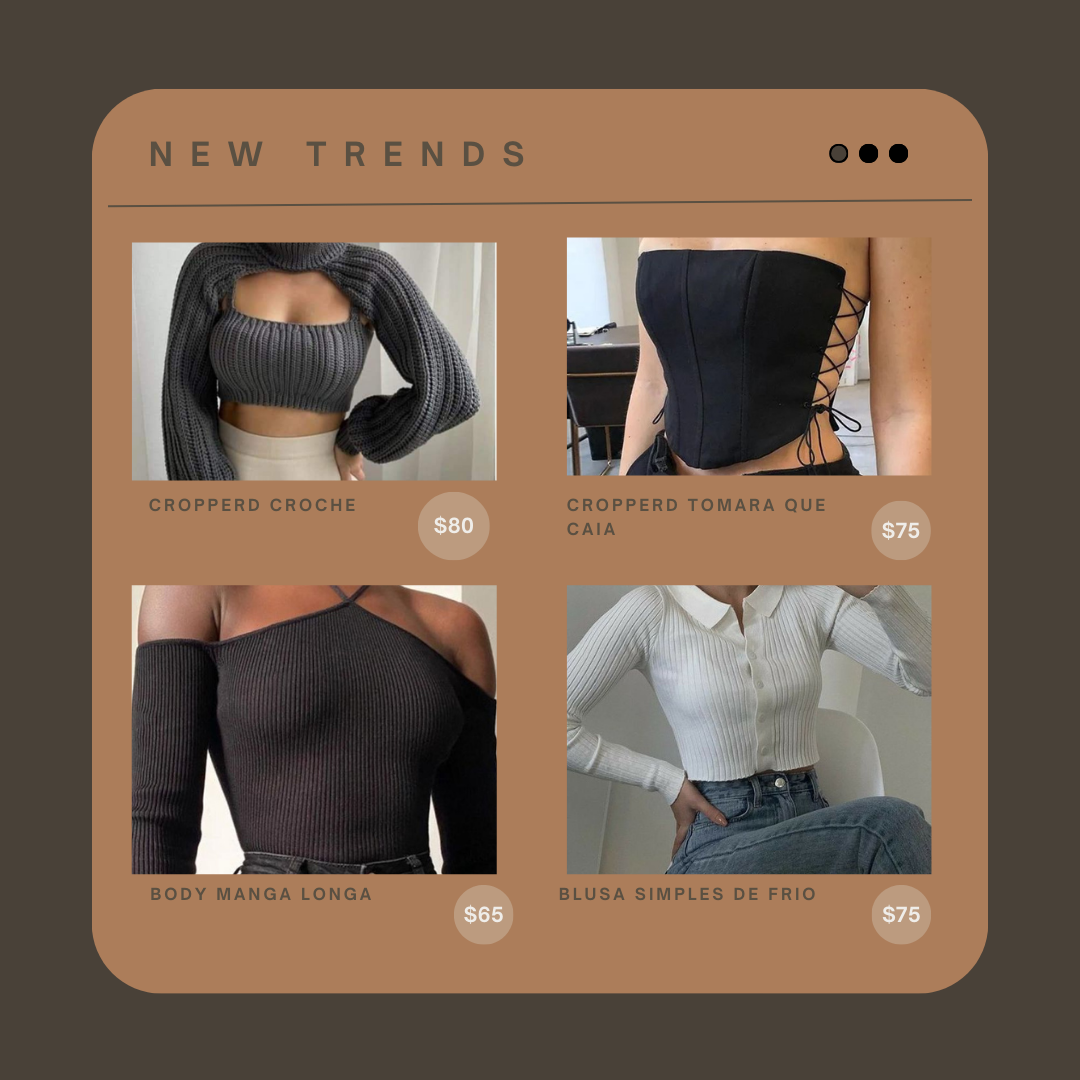 NEW TRENDS
CROPPERD CROCHE
$80
CROPPERD TOMARA QUE
CAIA
$75
BODY MANGA LONGA
$65
BLUSA SIMPLES DE FRIO
$75